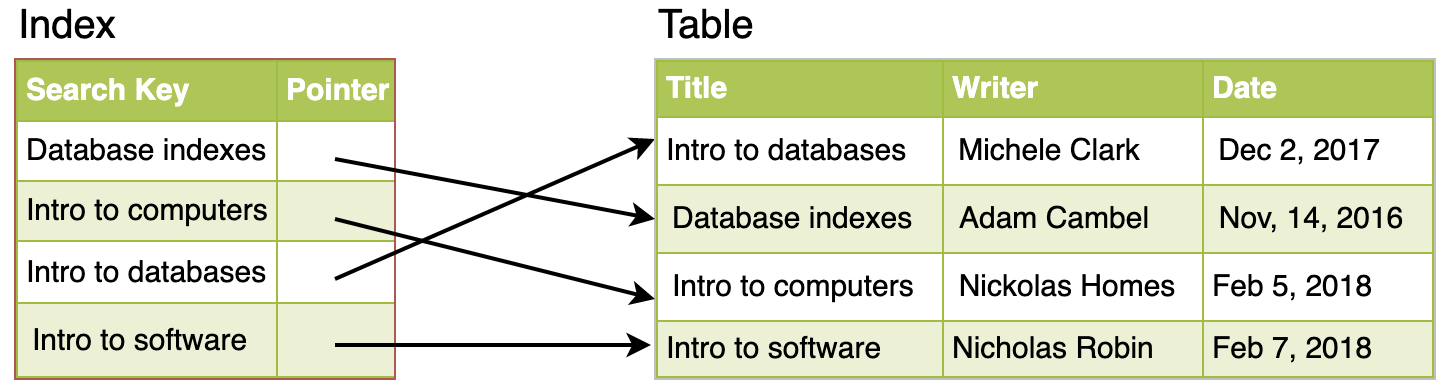 Index
Search Key Pointer
Database indexes
Intro to computers
Intro to databases
Intro to software
Table
Title Writer Date
Intro to databases Michele Clark Dec 2, 2017
Database indexes Adam Cambel Nov, 14, 2016
Intro to computers Nickolas Homes Feb 5, 2018
Intro to software Nicholas Robin Feb 7, 2018